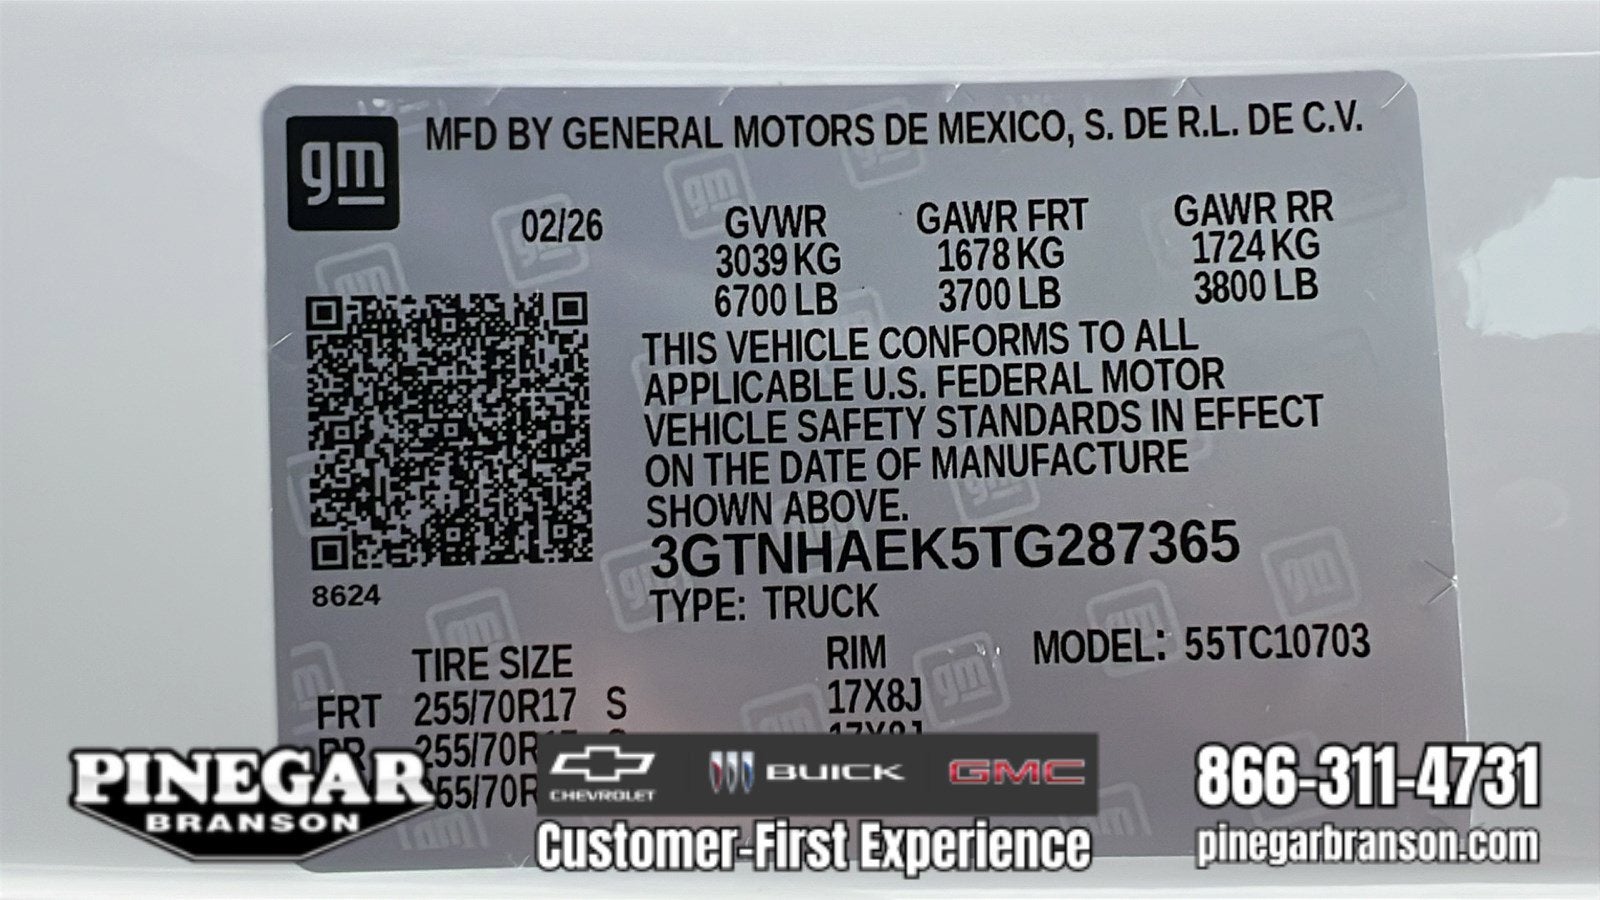 gm
MFD BY GENERAL MOTORS DE MEXICO, S. DE R.L. DE C.V.
02/26 GVWR GAWR FRT GAWR RR
3039 KG 1678 KG 1724 KG
6700 LB 3700 LB 3800 LB
THIS VEHICLE CONFORMS TO ALL
APPLICABLE U.S. FEDERAL MOTOR
VEHICLE SAFETY STANDARDS IN EFFECT
ON THE DATE OF MANUFACTURE
SHOWN ABOVE.
3GTNHAEK5TG287365
8624
TYPE: TRUCK
TIRE SIZE RIM MODEL: 55TC10703
FRT 255/70R17 S 17X8J
PINEGAR
BRANSON
CHEVROLET
BUICK
GMC
Customer-First Experience
866-311-4731
pinegarbranson.com